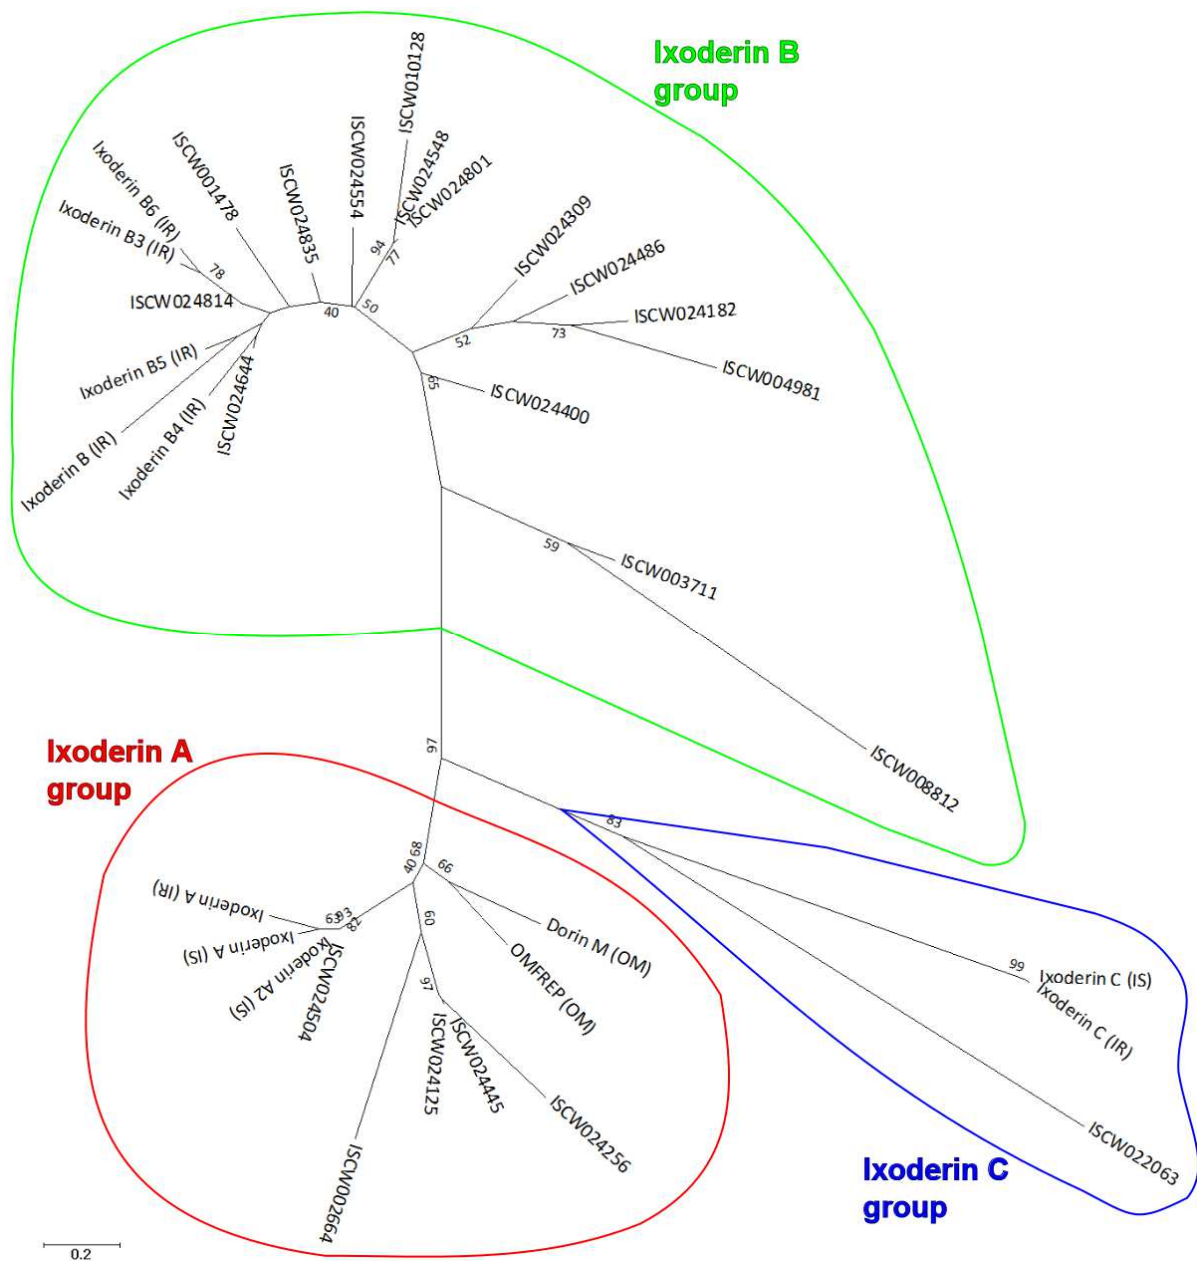 Ixoderin B
group
ISCW010128
ISCW024548
ISCW024801
ISCW024554
ISCW024835
ISCW001478
Ixoderin B6 (IR)
Ixoderin B3 (IR)
78
ISCW024814
Ixoderin B5 (IR)
Ixoderin B (IR)
Ixoderin B4 (IR)
ISCW024644
40
50
94
77
ISCW024309
ISCW024486
ISCW024182
ISCW004981
52
73
65
ISCW024400
59
ISCW003711
ISCW008812
76
Ixoderin A
group
68
40
66
Ixoderin A (IR)
Ixoderin A (IS)
Ixoderin A2 (IS)
ISCW024504
63
93
82
60
97
Dorin M (OM)
OMFREP (OM)
ISCW024125
ISCW024445
ISCW024256
ISCW002664
83
99
Ixoderin C (IS)
Ixoderin C (IR)
ISCW022063
Ixoderin C
group
0.2